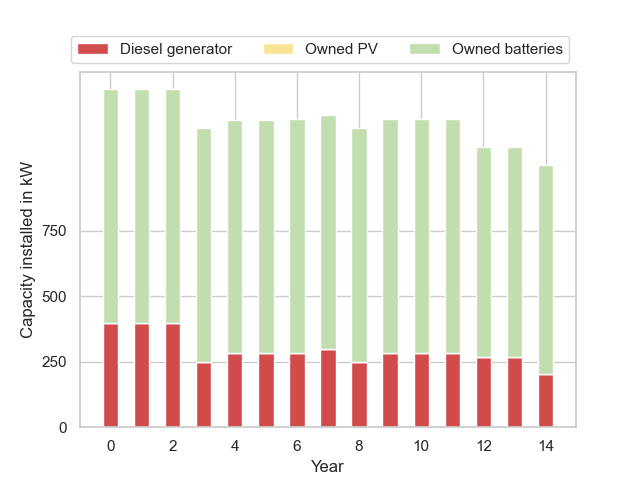 Diesel generator Owned PV Owned batteries
Capacity installed in kW
750
500
250
0
0 2 4 6 8 10 12 14
Year